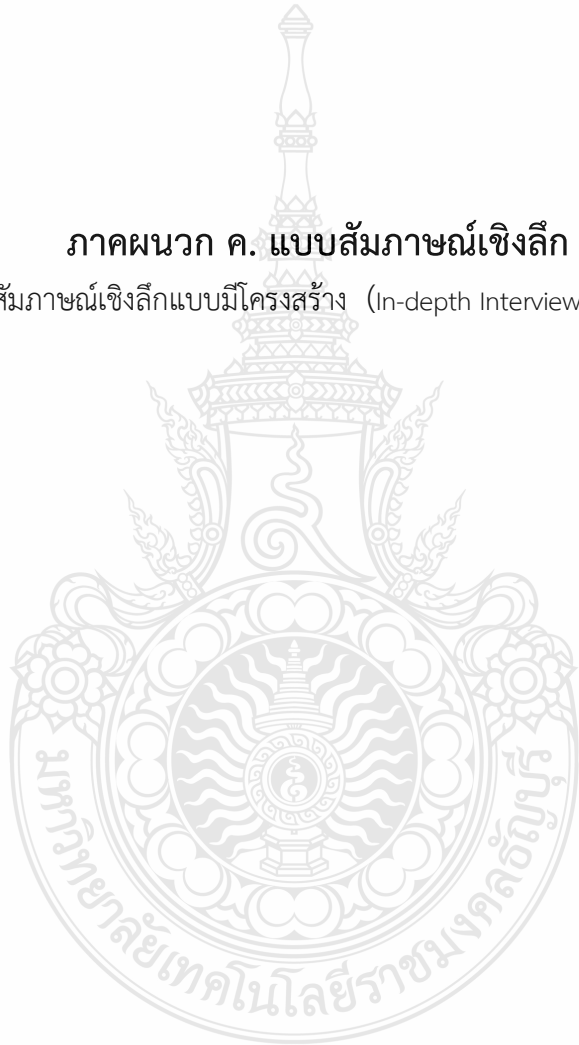 ภาคผนวก ค. แบบสัมภาษณ์เชิงลึก
สัมภาษณ์เชิงลึกแบบมีโครงสร้าง (In-depth Interview
มหาวิทยาลัยเทคโนโลยีราชมงคลธัญบุรี